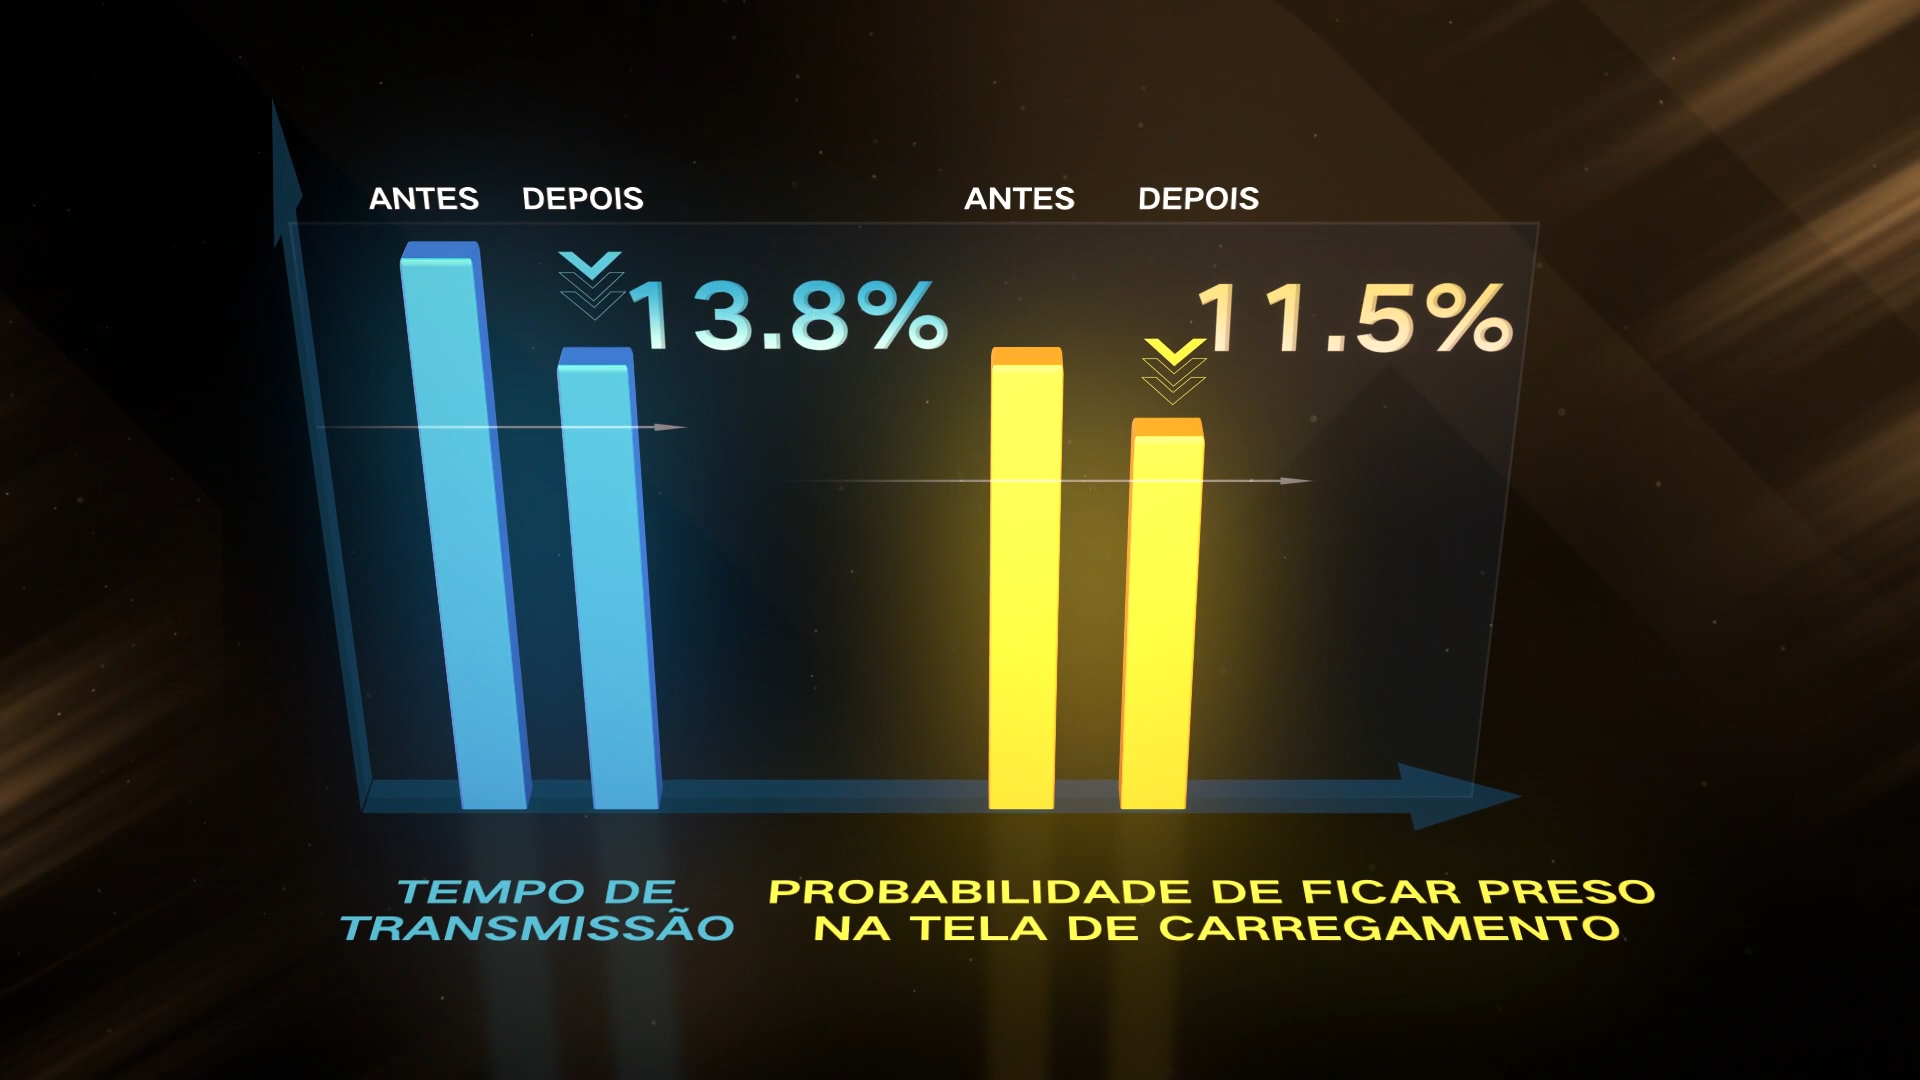 ANTES DEPOIS ANTES DEPOIS
13.8% 11.5%
TEMPO DE
TRANSMISSÃO
PROBABILIDADE DE FICAR PRESO
NA TELA DE CARREGAMENTO